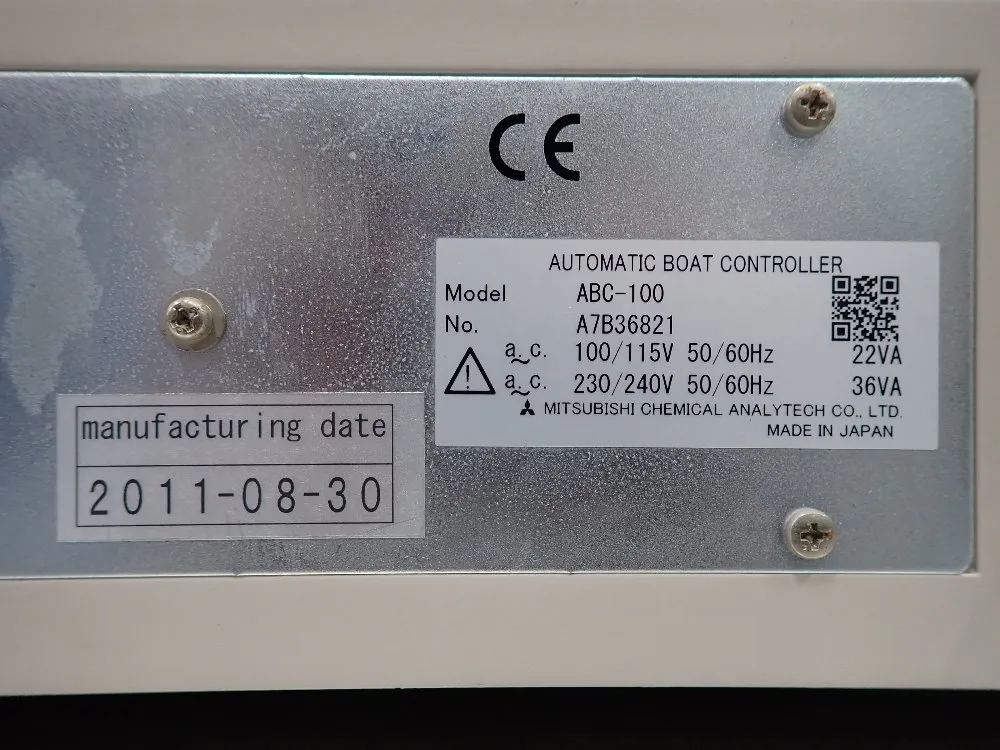 CE
AUTOMATIC BOAT CONTROLLER
Model ABC-100
No. A7B36821
a.c. 100/115V 50/60Hz 22VA
a.c. 230/240V 50/60Hz 36VA
MITSUBISHI CHEMICAL ANALYTECH CO., LTD.
MADE IN JAPAN
manufacturing date
2011-08-30